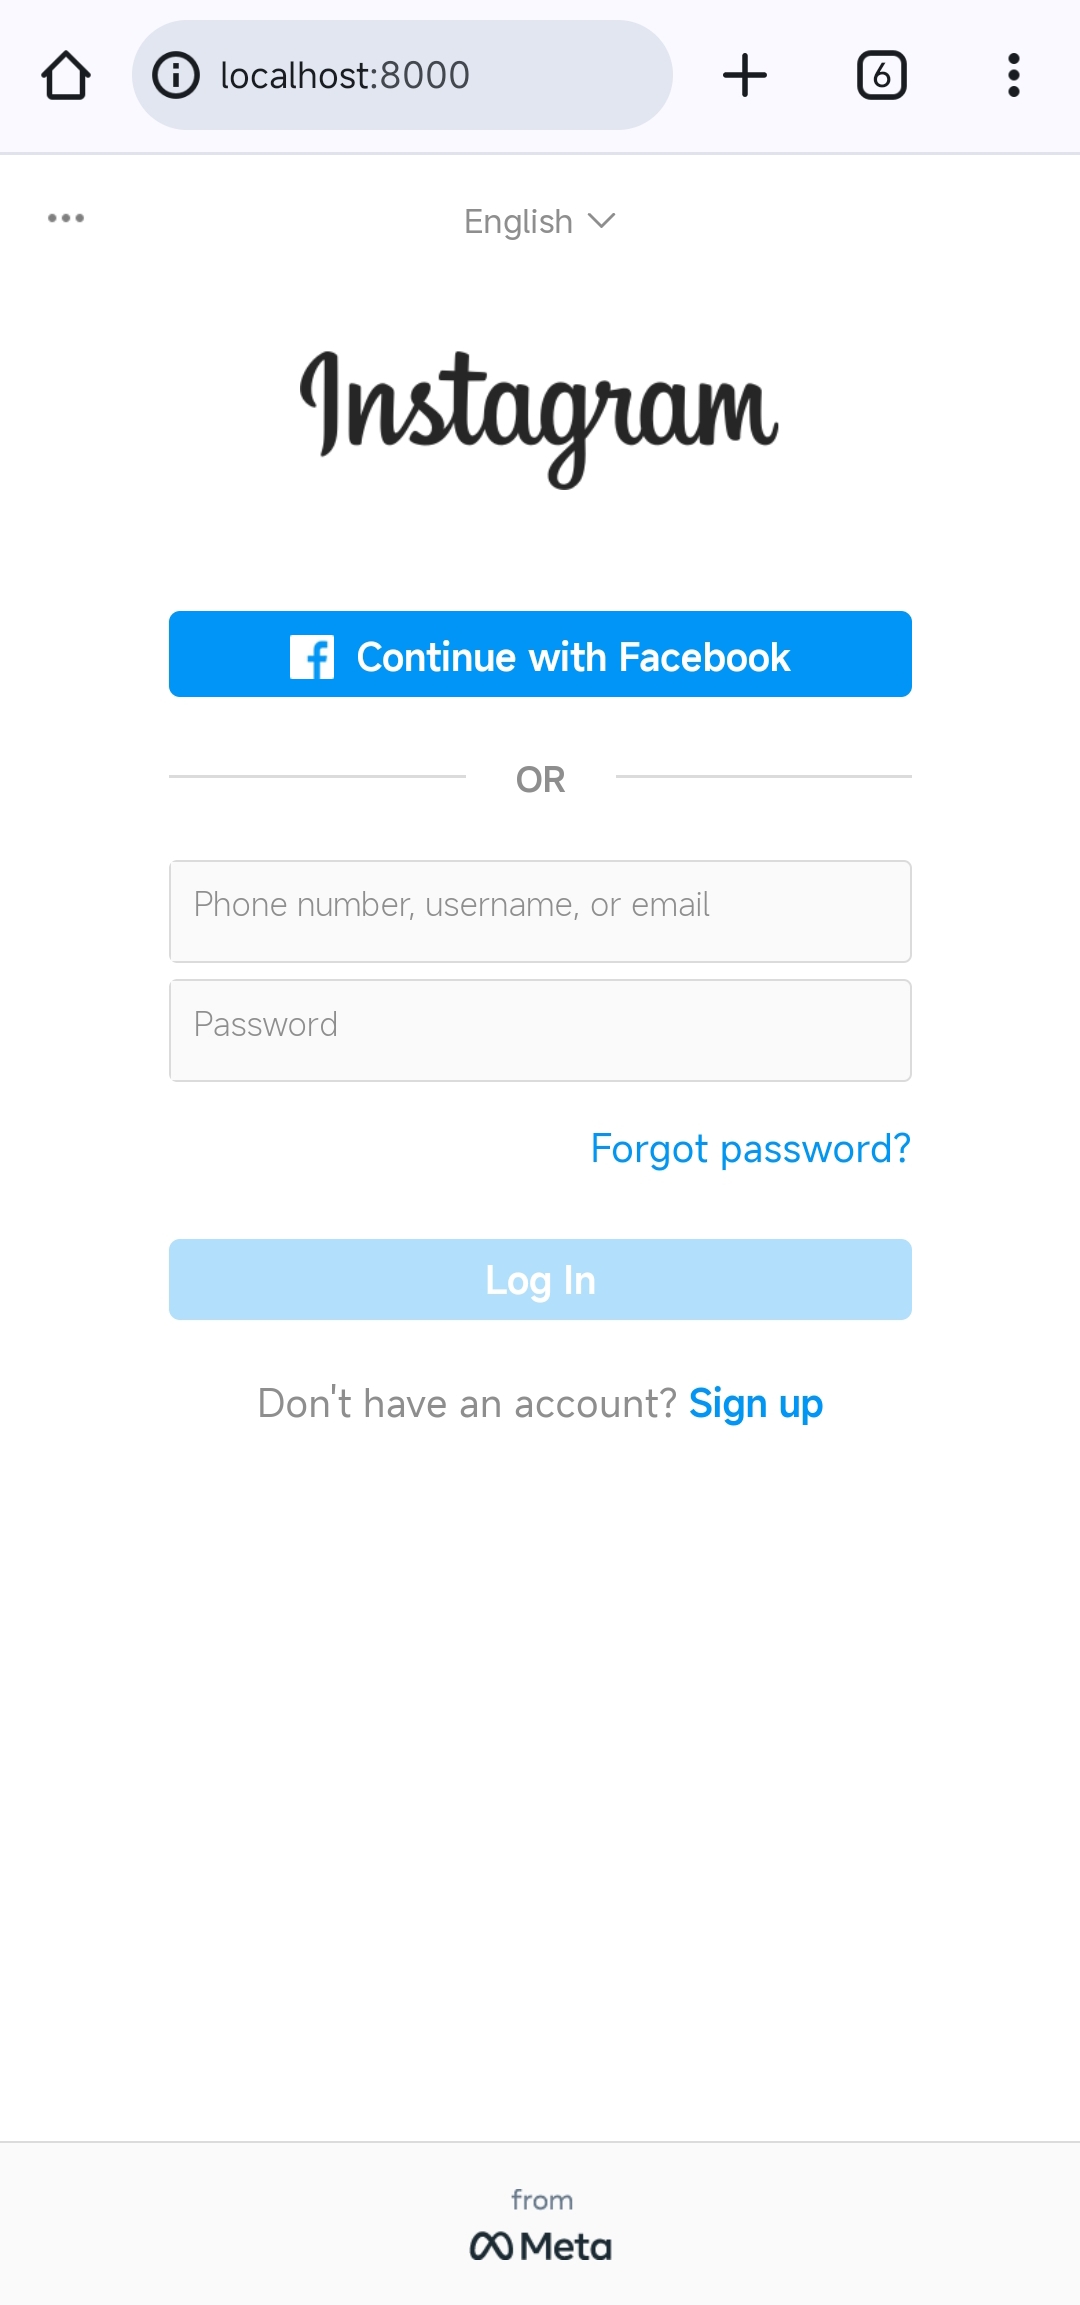 localhost:8000
6
English
Instagram
Continue with Facebook
OR
Phone number, username, or email
Password
Forgot password?
Log In
Don't have an account? Sign up
from
Meta